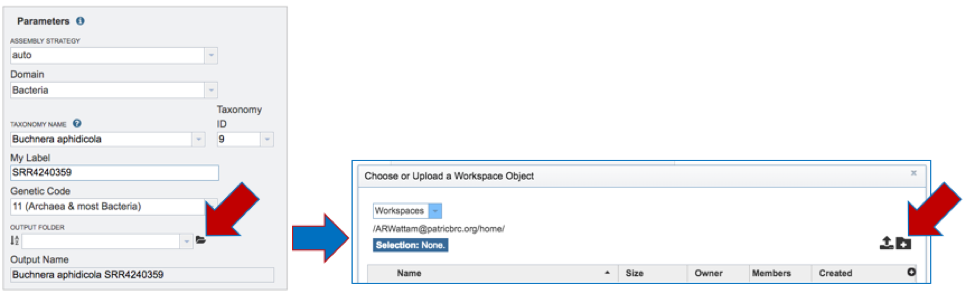 Parameters
ASSEMBLY STRATEGY
auto
Domain
Bacteria
TAXONOMY NAME
Taxonomy ID
Buchnera aphidicola
9
My Label
SRR4240359
Genetic Code
11 (Archaea & most Bacteria)
OUTPUT FOLDER
Output Name
Buchnera aphidicola SRR4240359
Choose or Upload a Workspace Object
Workspaces
/ARWattam@patricbrc.org/home/
Selection: None.
Name Size Owner Members Created